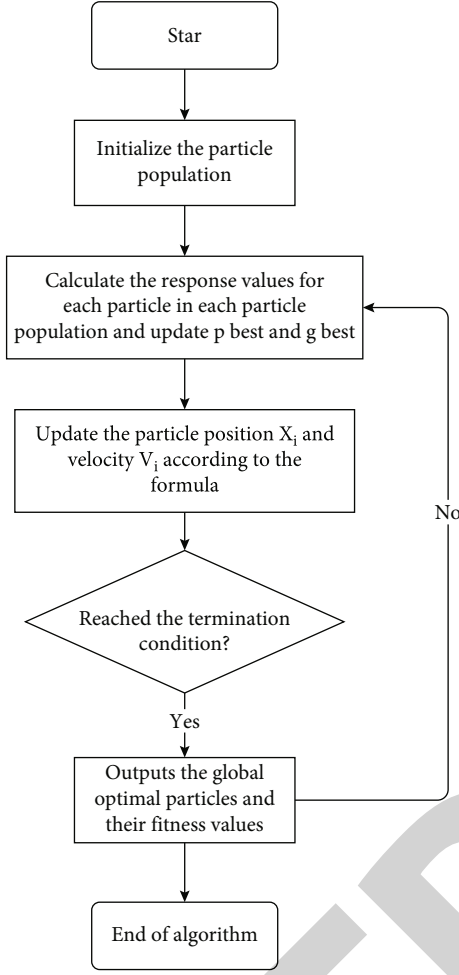 Star
Initialize the particle
population
Calculate the response values for
each particle in each particle
population and update p best and g best
Update the particle position Xi and
velocity Vi according to the
formula
No
Reached the termination
condition?
Yes
Outputs the global
optimal particles and
their fitness values
End of algorithm